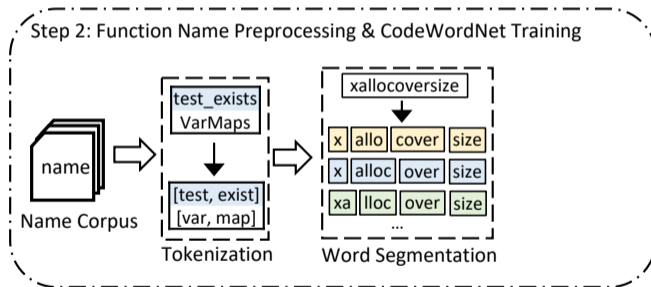 Step 2: Function Name Preprocessing & CodeWordNet Training
name
Name Corpus
test_exists
VarMaps
[test, exist]
[var, map]
Tokenization
xallocoversize
x allo cover size
x alloc over size
xa lloc over size
...
Word Segmentation